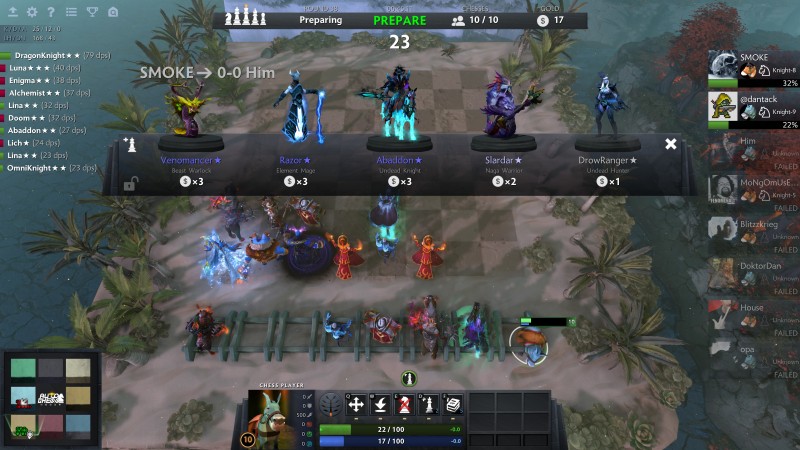 Preparing
PREPARE
10 / 10
17
23
DragonKnight★★ (79 dps)
Luna★★★ (40 dps)
Enigma★★ (38 dps)
Alchemist★★ (37 dps)
Lina★★ (32 dps)
Doom★★ (32 dps)
Abaddon★★ (27 dps)
Lich★ (24 dps)
Lina★★ (23 dps)
OmniKnight★★ (23 dps)
SMOKE → 0-0 Him
Venomancer★
Beast Warlock
×3
Razor★
Element Mage
×3
Abaddon★
Undead Knight
×3
Slardar★
Naga Warrior
×2
DrowRanger★
Undead Hunter
×1
SMOKE
Knight-8
32%
@dantack
Knight-9
22%
Him
Unknown
FAILED
MoNgOmUsE...
Knight-5
FAILED
Blitzzkrieg
Unknown
FAILED
DoktorDan
Unknown
FAILED
House
Unknown
FAILED
opa
Unknown
FAILED
CHESS PLAYER
10
22 / 100
17 / 100